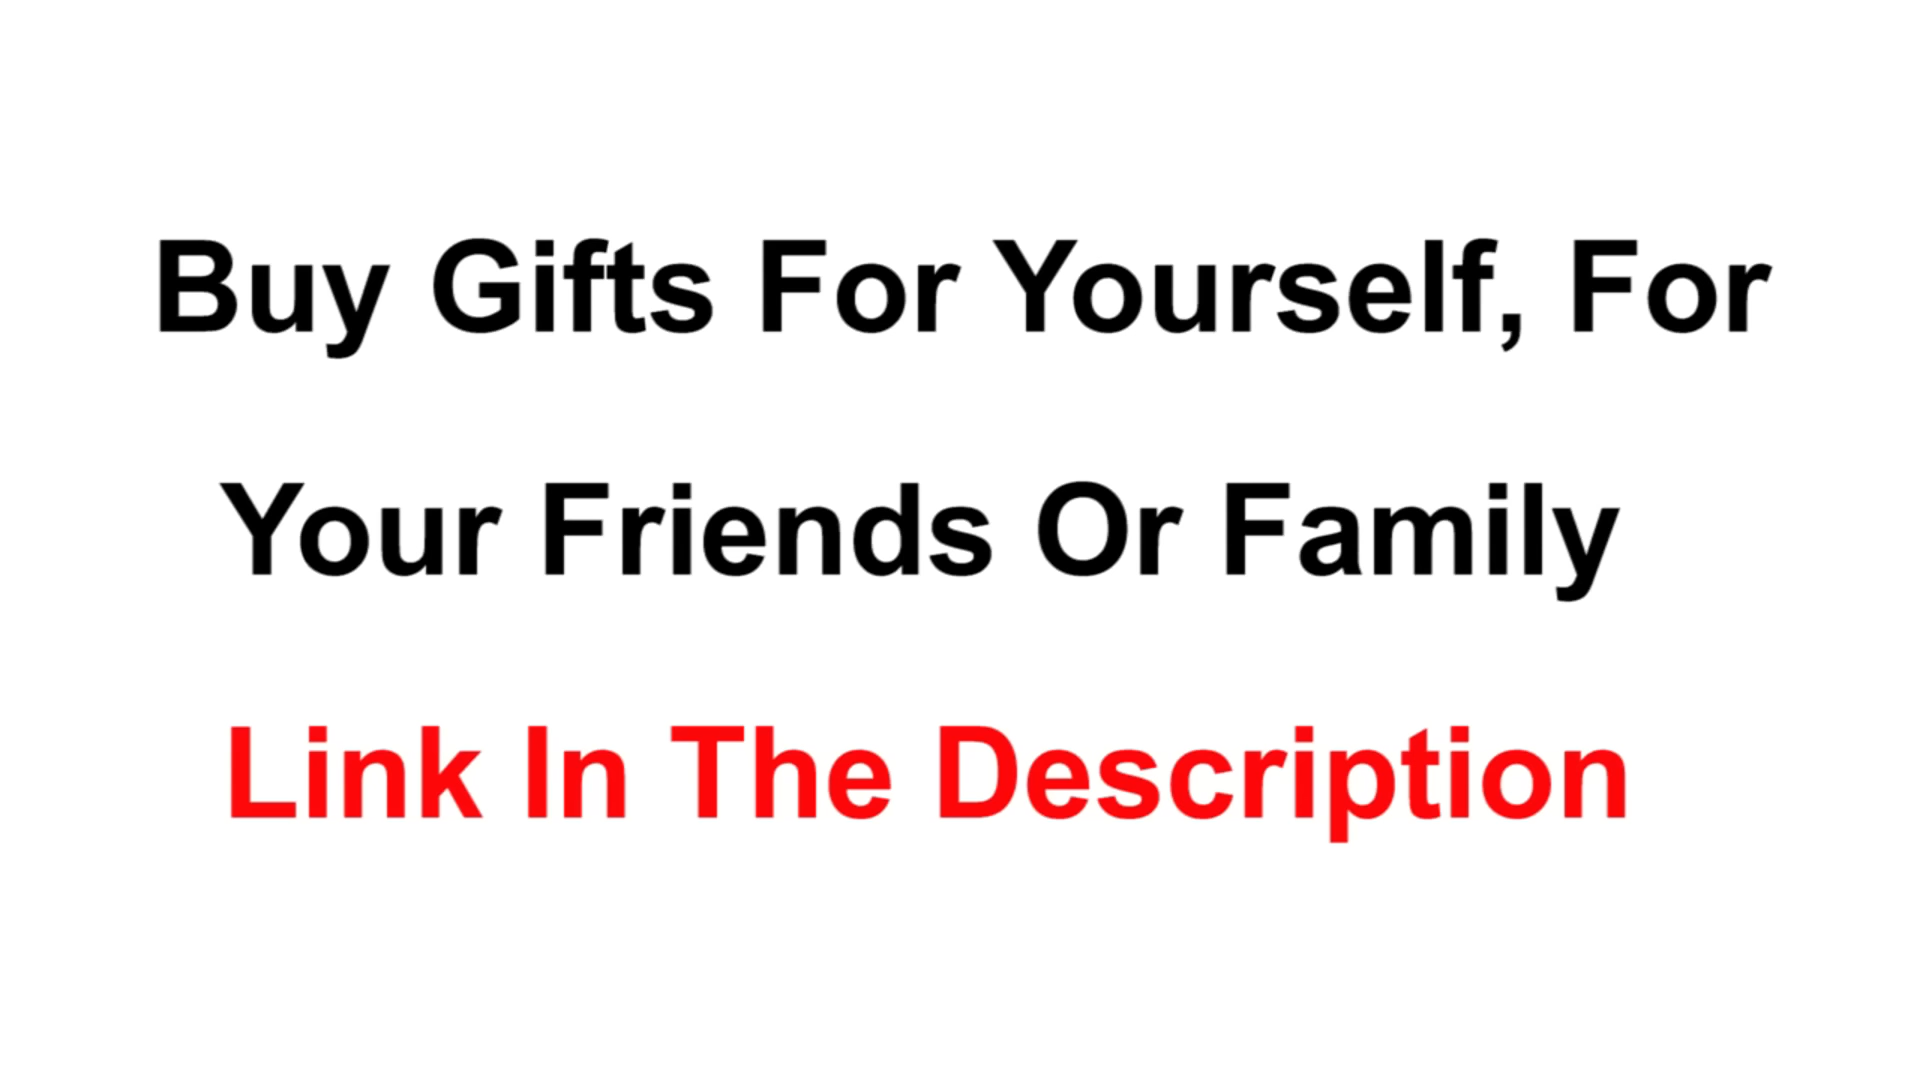 Buy Gifts For Yourself, For
Your Friends Or Family
Link In The Description